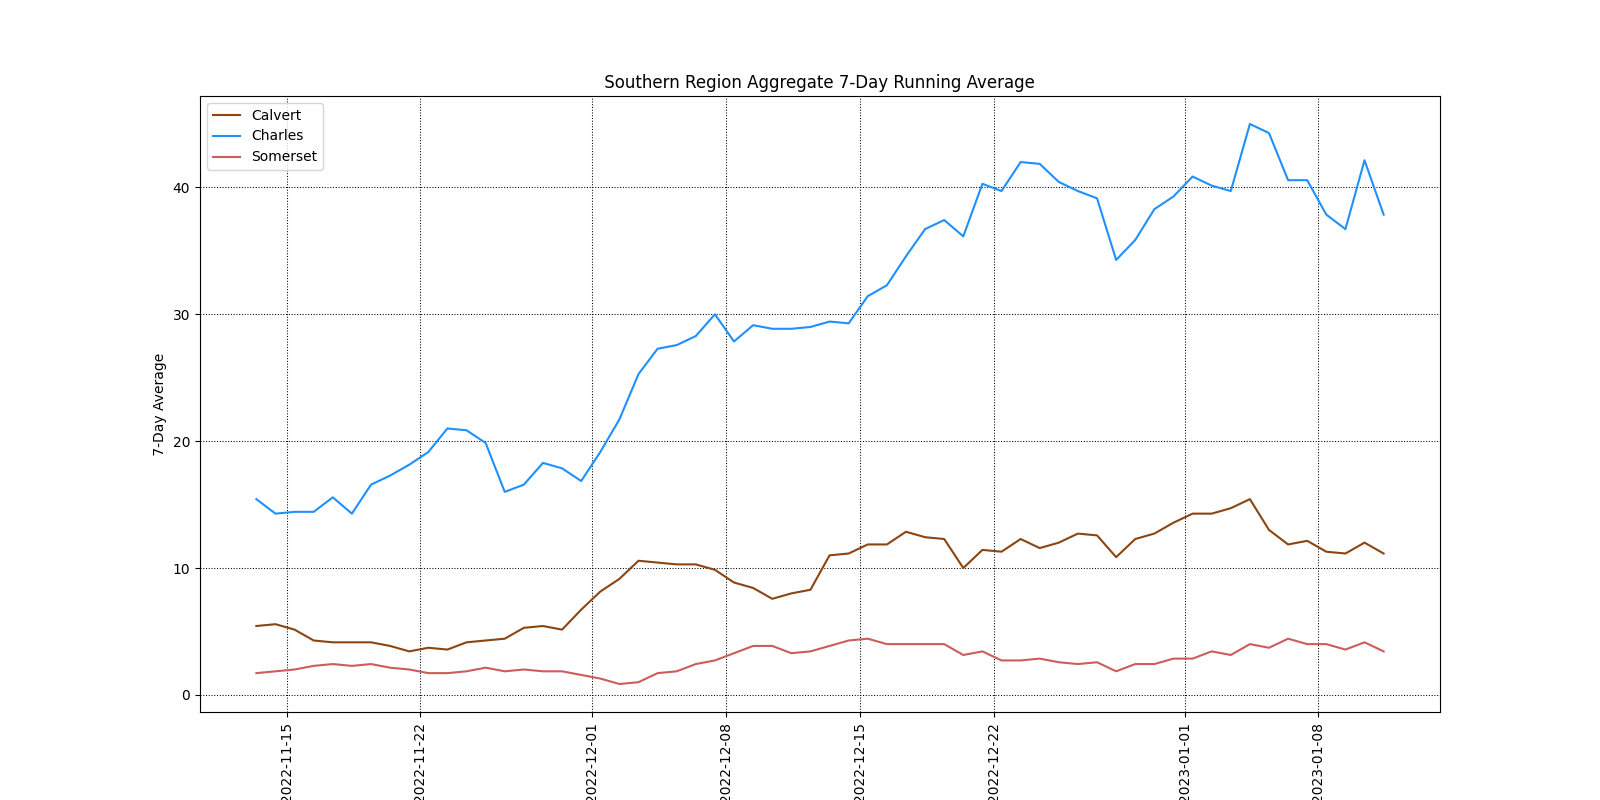 Southern Region Aggregate 7-Day Running Average
Calvert
Charles
Somerset
7-Day Average
40
30
20
10
0
2022-11-15
2022-11-22
2022-12-01
2022-12-08
2022-12-15
2022-12-22
2023-01-01
2023-01-08